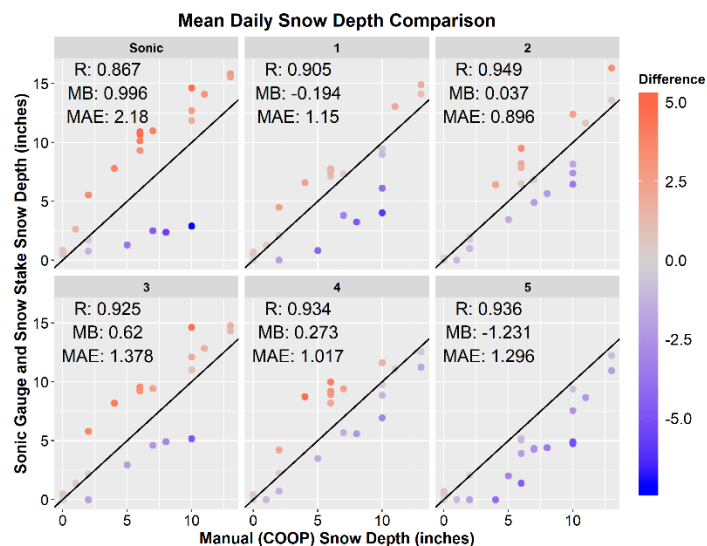 Mean Daily Snow Depth Comparison
Sonic
R: 0.867
MB: 0.996
MAE: 2.18
1
R: 0.905
MB: -0.194
MAE: 1.15
2
R: 0.949
MB: 0.037
MAE: 0.896
3
R: 0.925
MB: 0.62
MAE: 1.378
4
R: 0.934
MB: 0.273
MAE: 1.017
5
R: 0.936
MB: -1.231
MAE: 1.296
15
10
5
0
15
10
5
0
0 5 10
0 5 10
0 5 10
Sonic Gauge and Snow Stake Snow Depth (inches)
Manual (COOP) Snow Depth (inches)
Difference
5.0
2.5
0.0
-2.5
-5.0